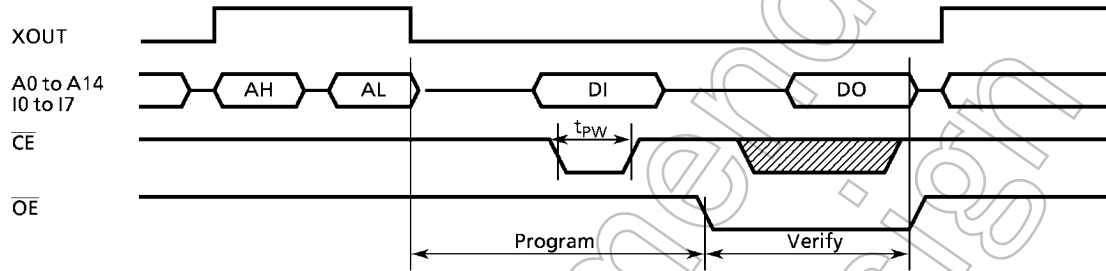 XOUT
A0 to A14
I0 to I7
AH
AL
DI
DO
CE
tPW
OE
Program
Verify